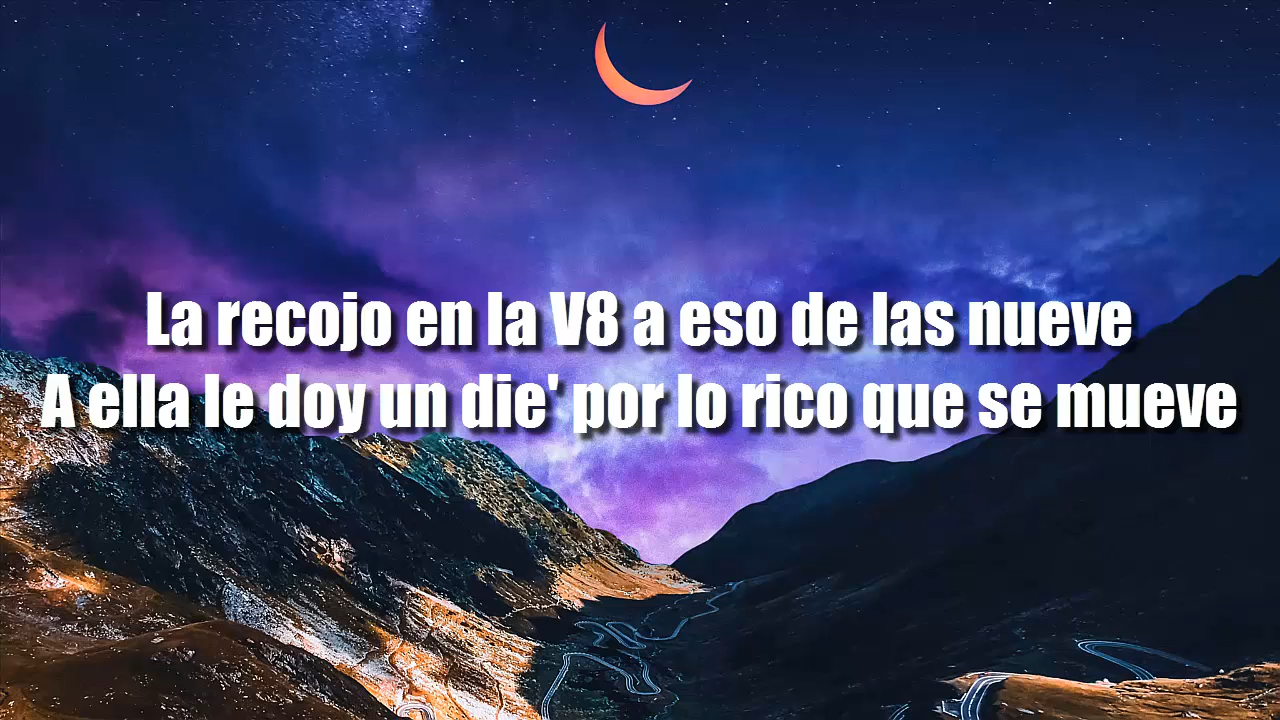 La recojo en la V8 a eso de las nueve
A ella le doy un die' por lo rico que se mueve